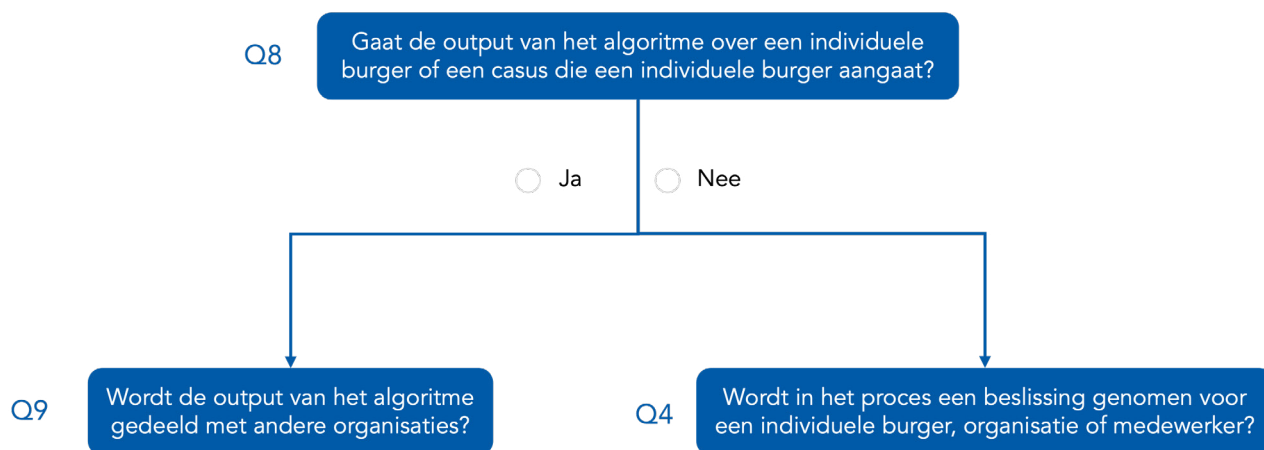 Q8
Gaat de output van het algoritme over een individuele
burger of een casus die een individuele burger aangaat?
Ja
Nee
Q9
Wordt de output van het algoritme
gedeeld met andere organisaties?
Q4
Wordt in het proces een beslissing genomen voor
een individuele burger, organisatie of medewerker?